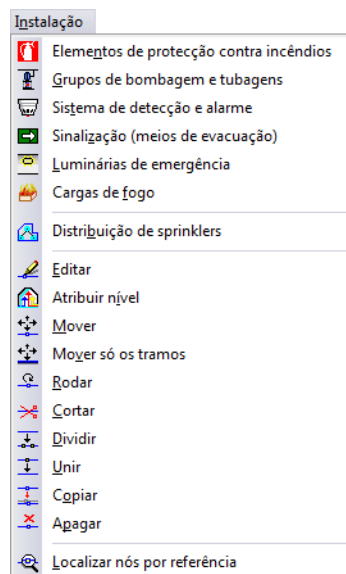 Instalação
Elementos de protecção contra incêndios
Grupos de bombagem e tubagens
Sistema de detecção e alarme
Sinalização (meios de evacuação)
Luminárias de emergência
Cargas de fogo
Distribuição de sprinklers
Editar
Atribuir nível
Mover
Mover só os tramos
Rodar
Cortar
Dividir
Unir
Copiar
Apagar
Localizar nós por referência